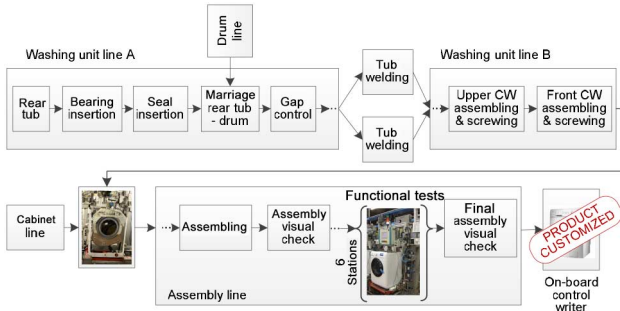 Drum
line
Washing unit line A
Rear
tub
Bearing
insertion
Seal
insertion
Marriage
rear tub
- drum
Gap
control
Tub
welding
Tub
welding
Washing unit line B
Upper CW
assembling
& screwing
Front CW
assembling
& screwing
Cabinet
line
Assembling
Assembly
visual
check
Functional tests
6
Stations
Final
assembly
visual
check
Assembly line
PRODUCT
CUSTOMIZED
On-board
control
writer